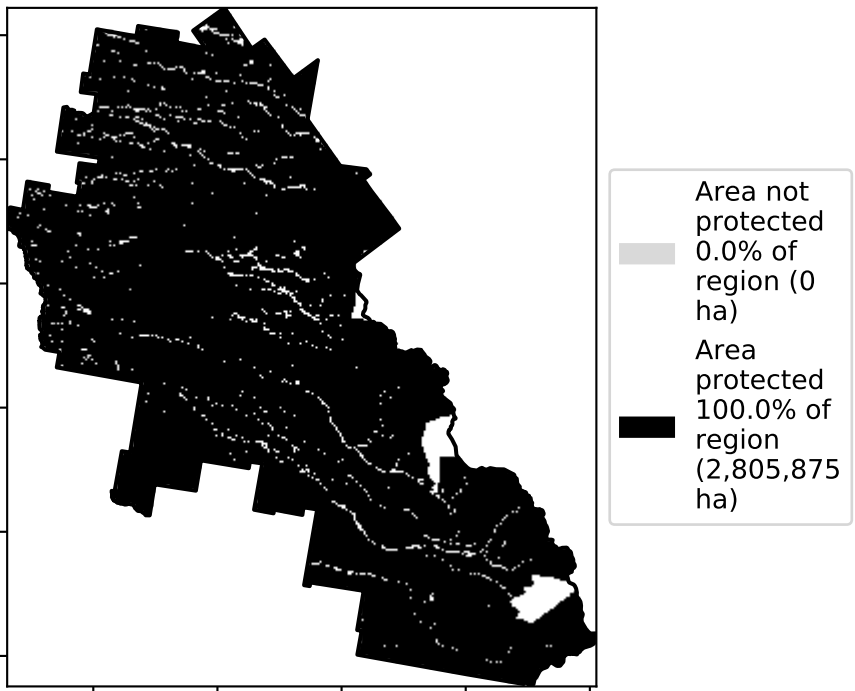 Area not
protected
0.0% of
region (0
ha)
Area
protected
100.0% of
region
(2,805,875
ha)